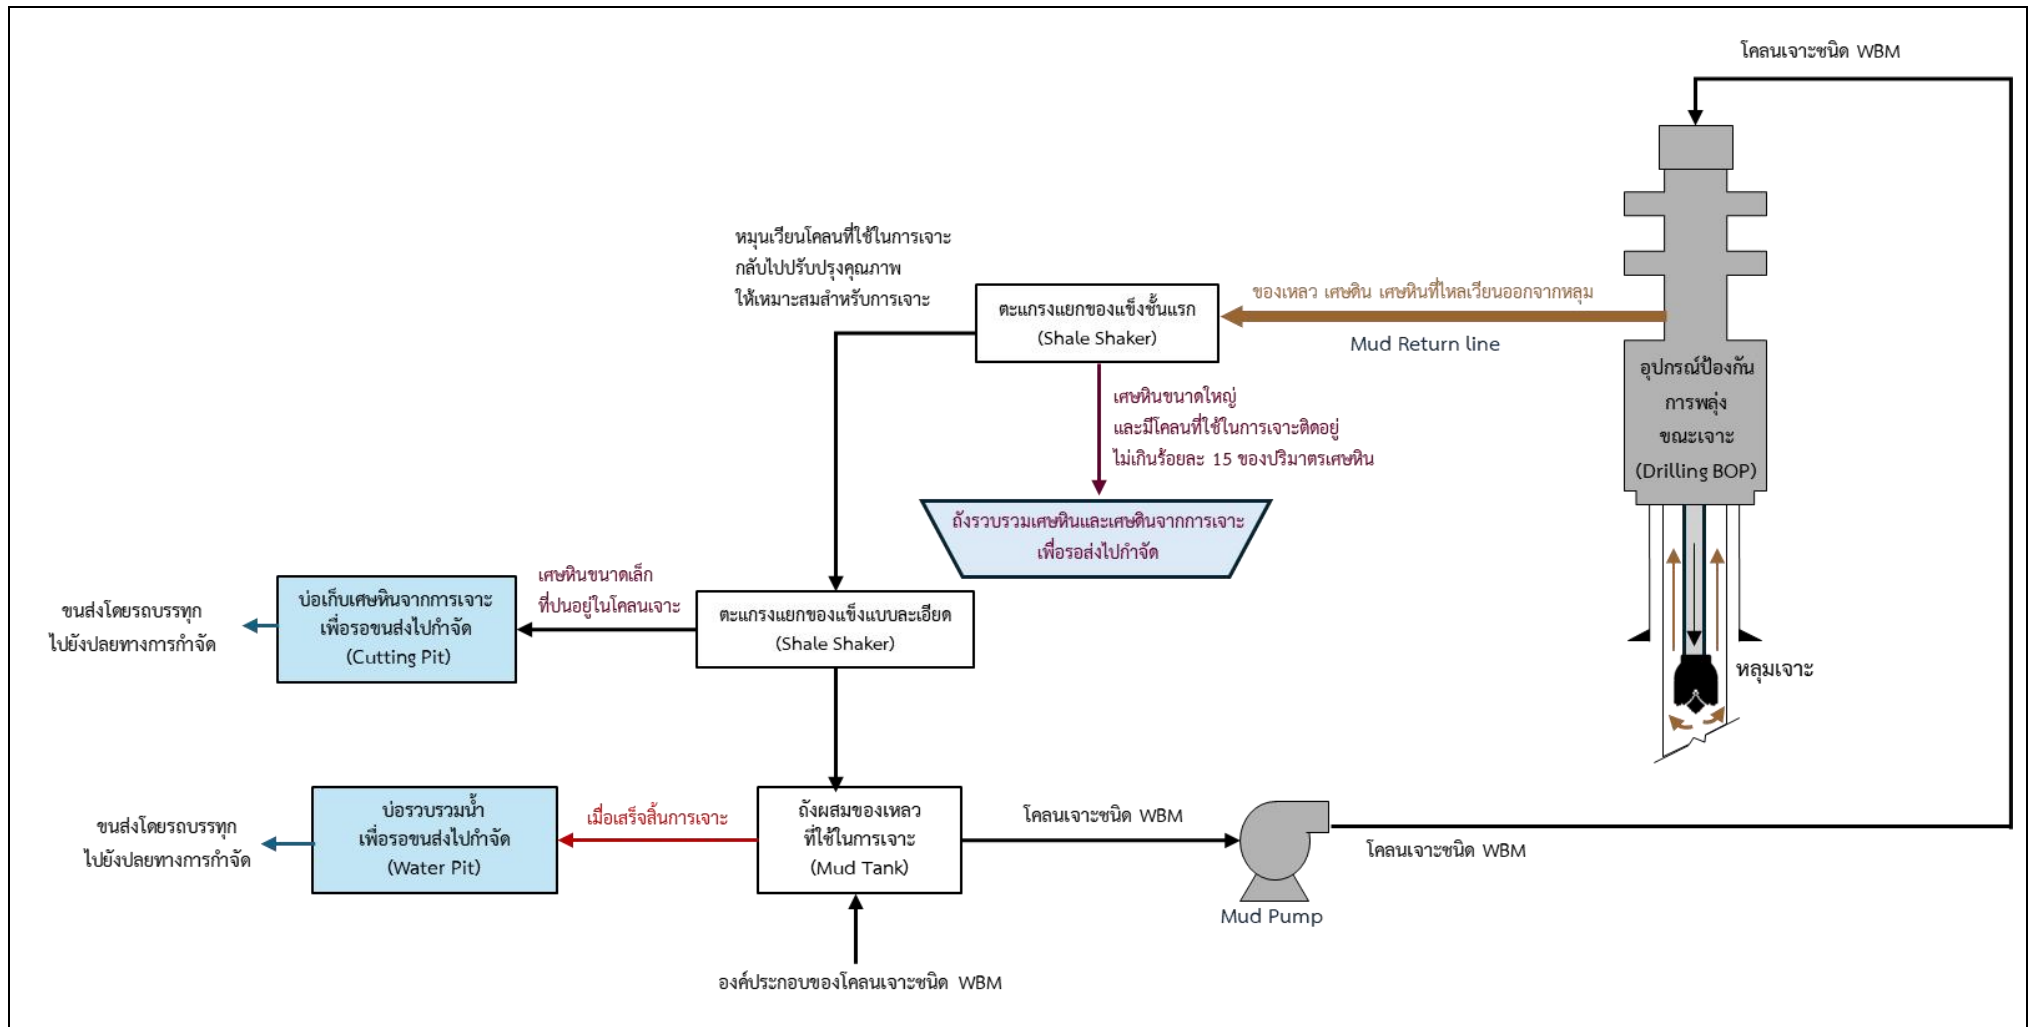 โคลนเจาะชนิด WBM
หมุนเวียนโคลนที่ใช้ในการเจาะ
กลับไปปรับปรุงคุณภาพ
ให้เหมาะสมสำหรับการเจาะ
ตะแกรงแยกของแข็งชั้นแรก
(Shale Shaker)
ของเหลว เศษดิน เศษหินที่ไหลเวียนออกจากหลุม
Mud Return line
อุปกรณ์ป้องกัน
การพลุ่ง
ขณะเจาะ
(Drilling BOP)
เศษหินขนาดใหญ่
และมีโคลนที่ใช้ในการเจาะติดอยู่
ไม่เกินร้อยละ 15 ของปริมาตรเศษหิน
ถังรวบรวมเศษหินและเศษดินจากการเจาะ
เพื่อรอส่งไปกำจัด
ขนส่งโดยรถบรรทุก
ไปยังปลายทางการกำจัด
บ่อเก็บเศษหินจากการเจาะ
เพื่อรอขนส่งไปกำจัด
(Cutting Pit)
เศษหินขนาดเล็ก
ที่ปนอยู่ในโคลนเจาะ
ตะแกรงแยกของแข็งแบบละเอียด
(Shale Shaker)
หลุมเจาะ
ขนส่งโดยรถบรรทุก
ไปยังปลายทางการกำจัด
บ่อรวบรวมน้ำ
เพื่อรอขนส่งไปกำจัด
(Water Pit)
เมื่อเสร็จสิ้นการเจาะ
ถังผสมของเหลว
ที่ใช้ในการเจาะ
(Mud Tank)
โคลนเจาะชนิด WBM
Mud Pump
โคลนเจาะชนิด WBM
องค์ประกอบของโคลนเจาะชนิด WBM